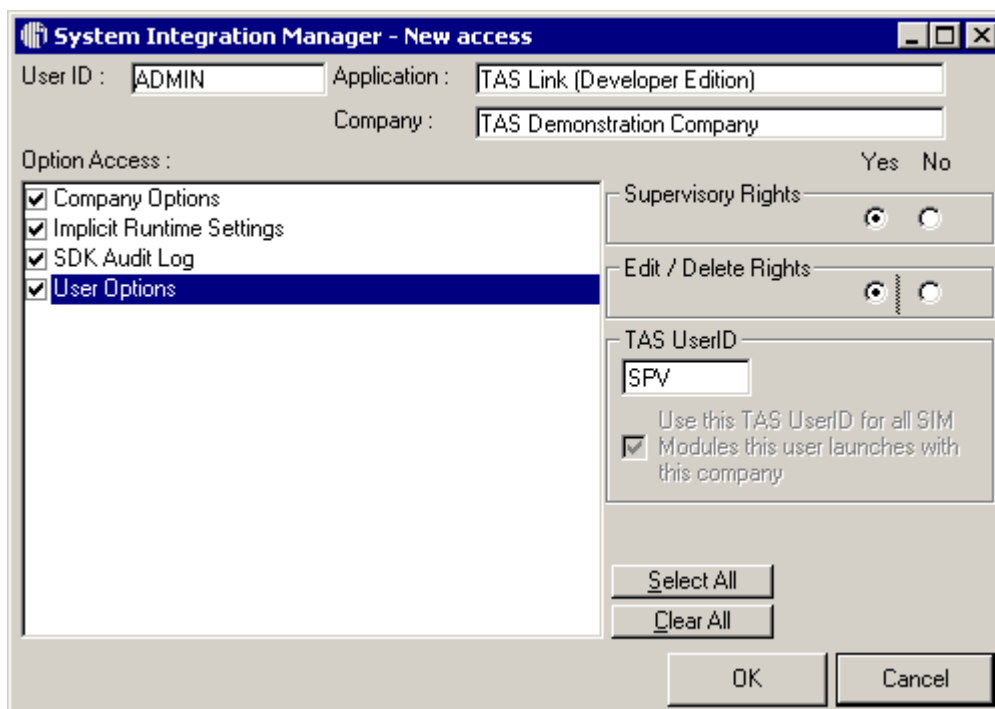 System Integration Manager - New access
User ID : ADMIN Application : TAS Link (Developer Edition)
Company : TAS Demonstration Company
Option Access : Yes No
Company Options
Implicit Runtime Settings
SDK Audit Log
User Options
Supervisory Rights
Edit / Delete Rights
TAS UserID
SPV
Use this TAS UserID for all SIM
Modules this user launches with
this company
Select All
Clear All
OK Cancel